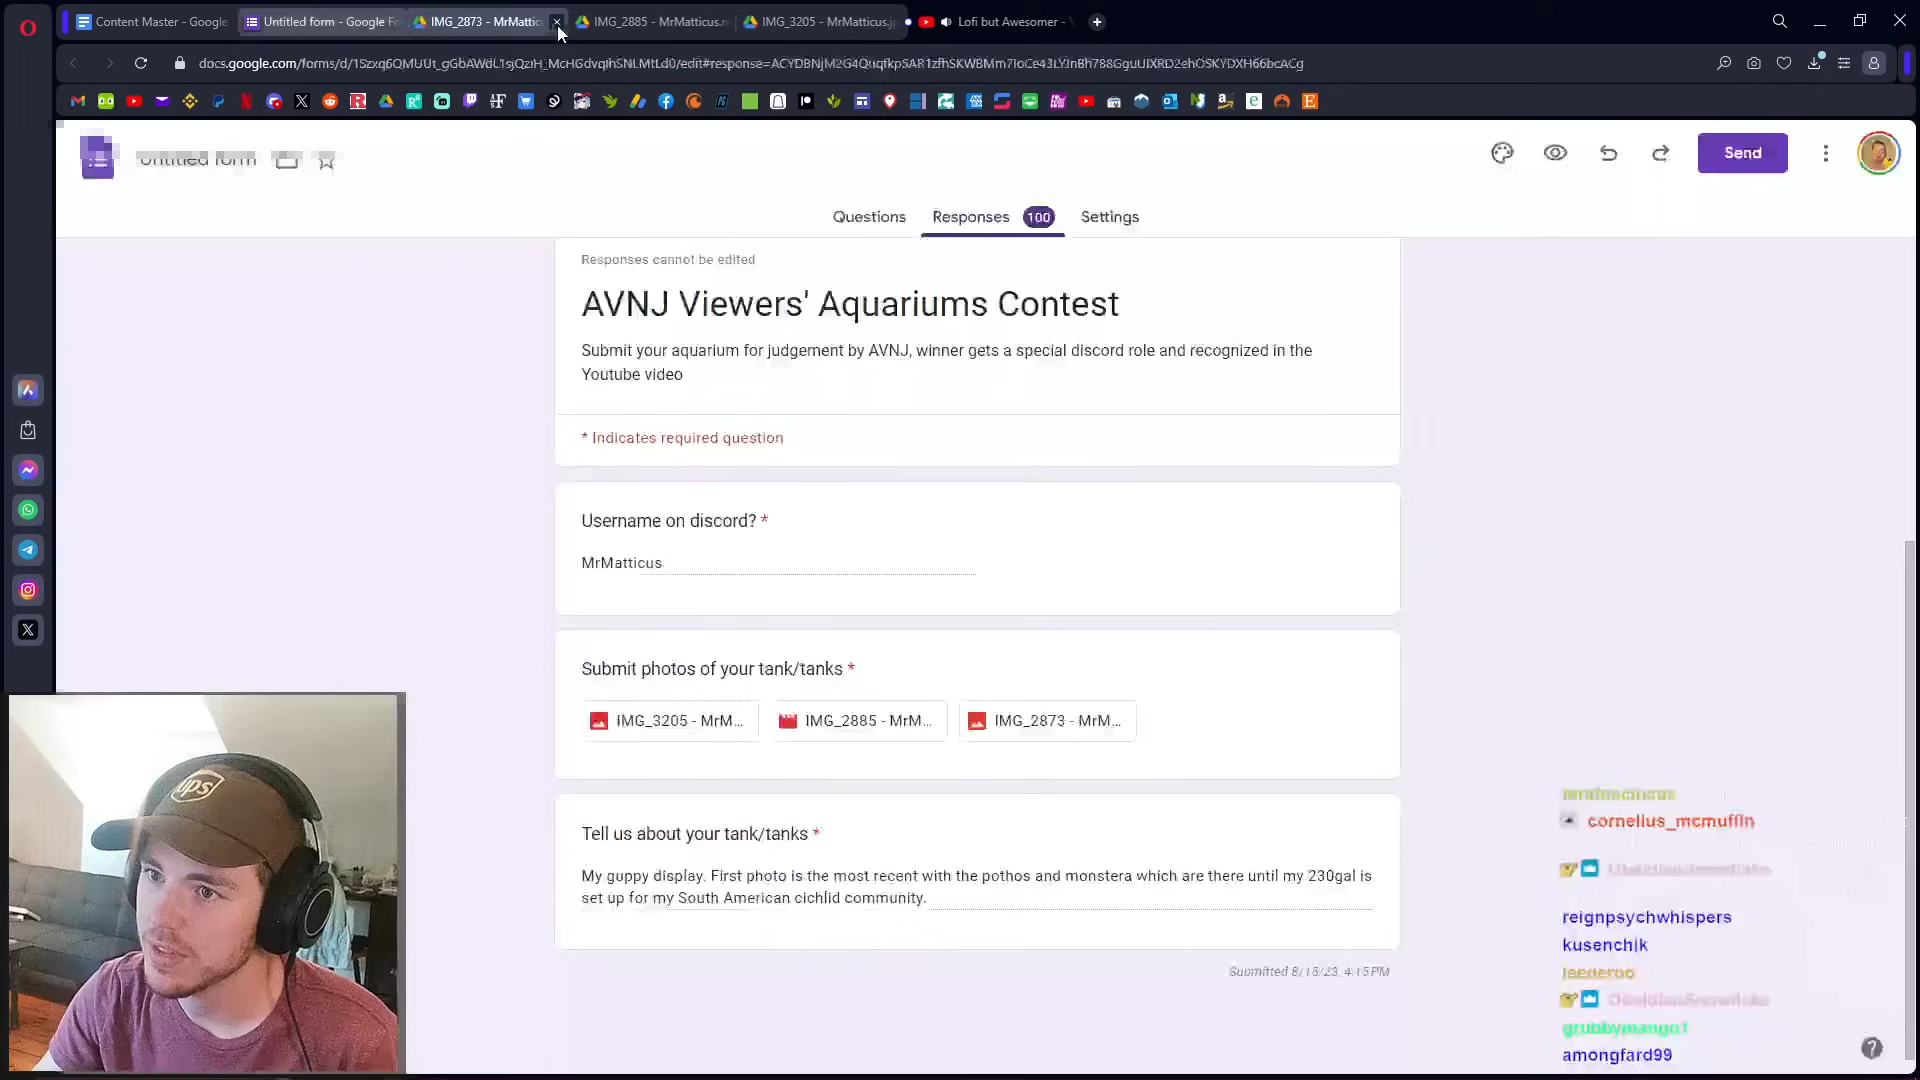 Content Master - Google
Untitled form - Google Fo
IMG_2873 - MrMattic
IMG_2885 - MrMatticus.m
IMG_3205 - MrMatticus.j
Lofi but Awesomer -
Untitled form
Send
Questions
Responses 100
Settings
Responses cannot be edited
AVNJ Viewers' Aquariums Contest
Submit your aquarium for judgement by AVNJ, winner gets a special discord role and recognized in the
Youtube video
* Indicates required question
Username on discord? *
MrMatticus
Submit photos of your tank/tanks *
IMG_3205 - MrM...
IMG_2885 - MrM...
IMG_2873 - MrM...
Tell us about your tank/tanks *
My guppy display. First photo is the most recent with the pothos and monstera which are there until my 230gal is
set up for my South American cichlid community.
Submitted 8/18/23, 4:15 PM
ups
cornelius_mcmuffin
reignpsychwhispers
kusenchik
grubbymango1
amongfard99